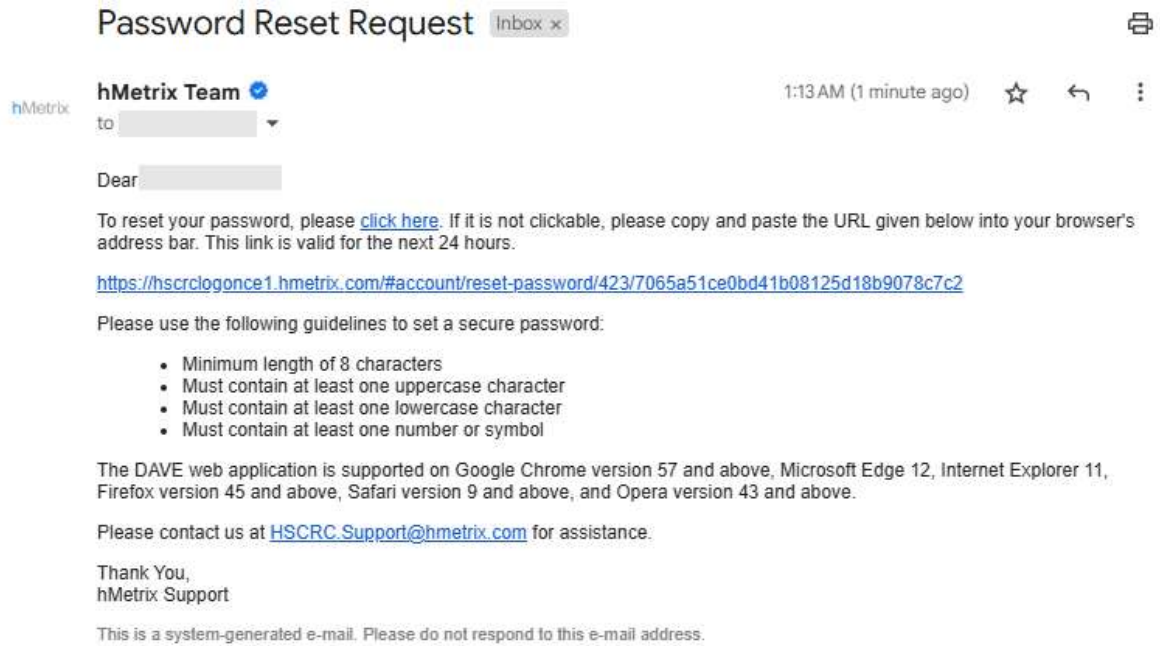 Password Reset Request Inbox ×
hMetrix
hMetrix Team 1:13 AM (1 minute ago)
to
Dear
To reset your password, please click here. If it is not clickable, please copy and paste the URL given below into your browser's
address bar. This link is valid for the next 24 hours.
https://hscrclogonce1.hmetrix.com/#account/reset-password/423/7065a51ce0bd41b08125d18b9078c7c2
Please use the following guidelines to set a secure password:
• Minimum length of 8 characters
• Must contain at least one uppercase character
• Must contain at least one lowercase character
• Must contain at least one number or symbol
The DAVE web application is supported on Google Chrome version 57 and above, Microsoft Edge 12, Internet Explorer 11,
Firefox version 45 and above, Safari version 9 and above, and Opera version 43 and above.
Please contact us at HSCRC.Support@hmetrix.com for assistance.
Thank You,
hMetrix Support
This is a system-generated e-mail. Please do not respond to this e-mail address.